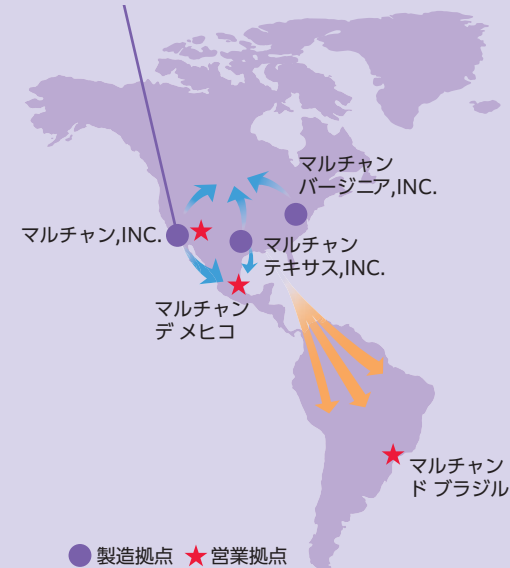 マルチャン
バージニア,INC.
マルチャン,INC.
マルチャン
テキサス,INC.
マルチャン
デ メヒコ
マルチャン
ド ブラジル
製造拠点 営業拠点